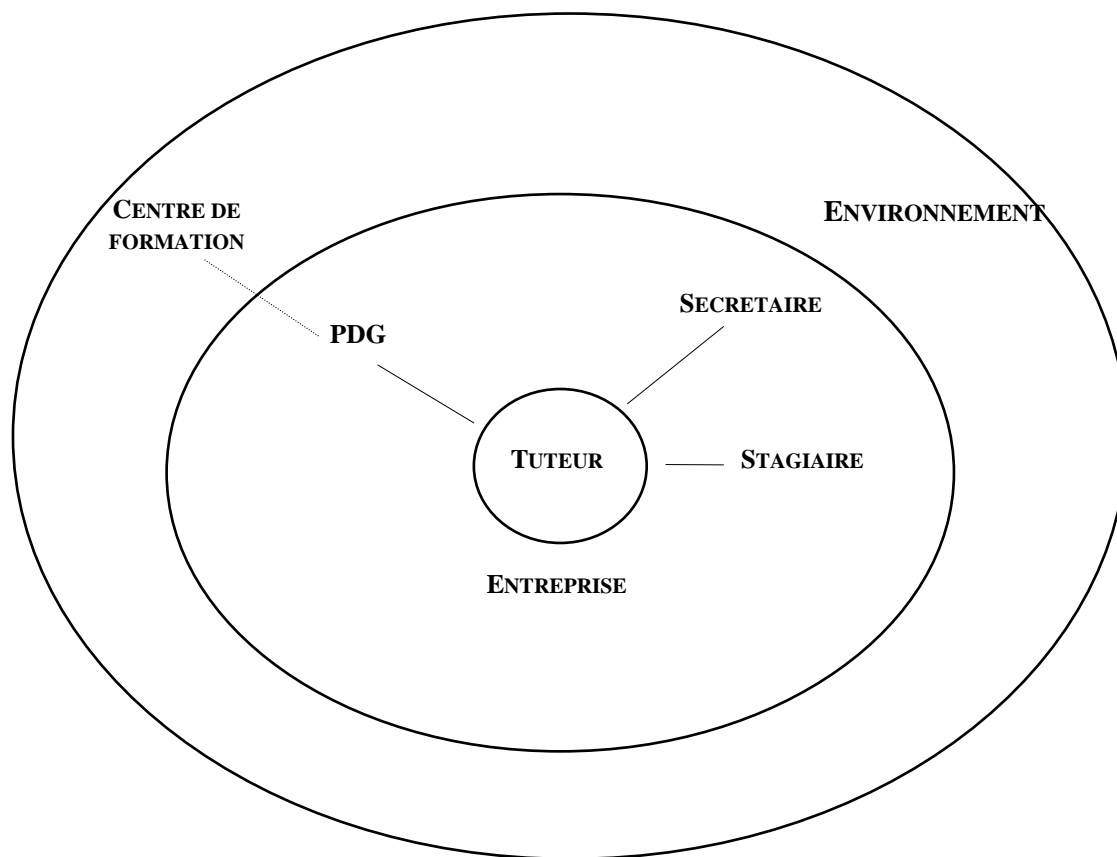 CENTRE DE
FORMATION
ENVIRONNEMENT
SECRETAIRE
PDG
TUTEUR
STAGIAIRE
ENTREPRISE